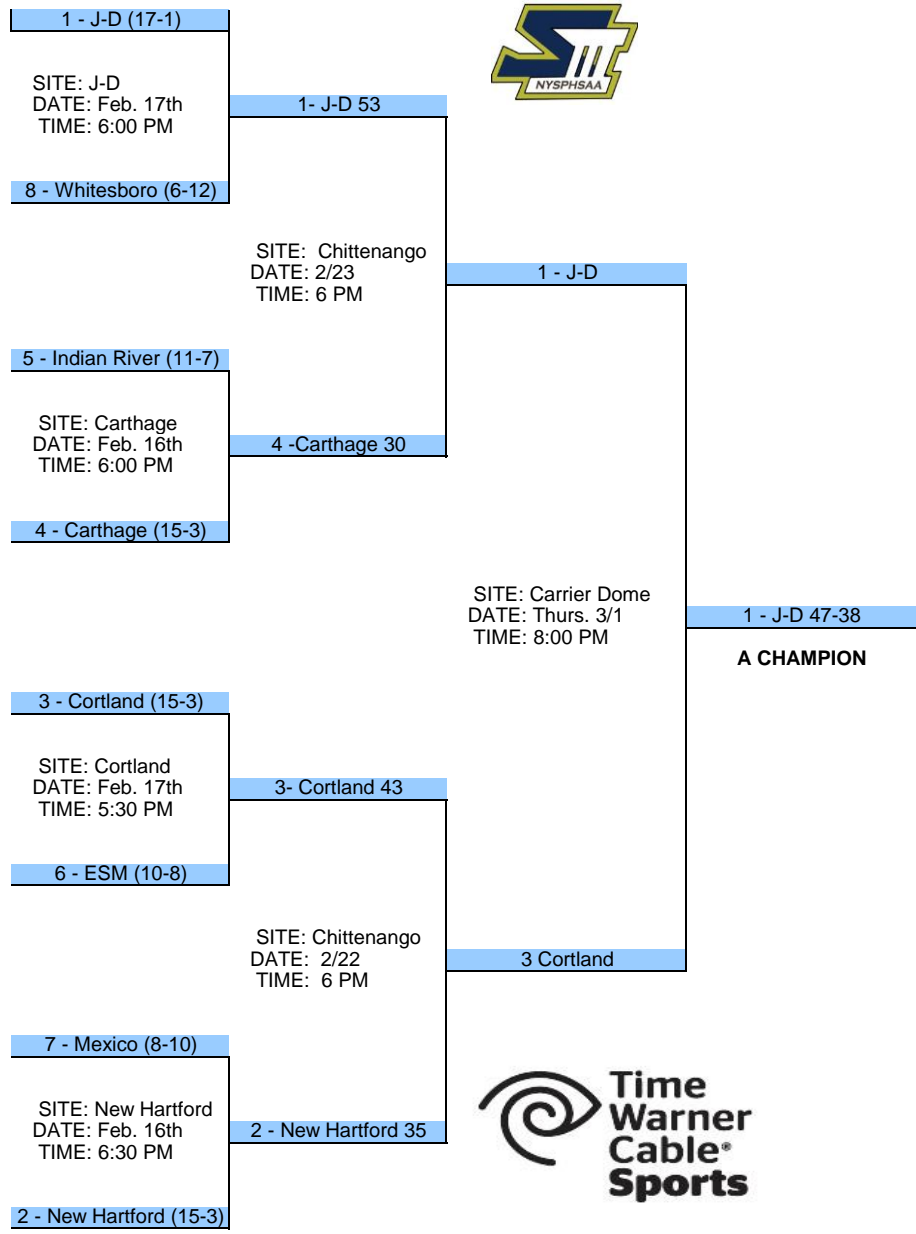 1 - J-D (17-1)
NYSPHSAA
SITE: J-D
DATE: Feb. 17th
TIME: 6:00 PM
1- J-D 53
8 - Whitesboro (6-12)
SITE:  Chittenango
DATE: 2/23
TIME: 6 PM
1 - J-D
5 - Indian River (11-7)
SITE: Carthage
DATE: Feb. 16th
TIME: 6:00 PM
4 -Carthage 30
4 - Carthage (15-3)
SITE: Carrier Dome
DATE: Thurs. 3/1
TIME: 8:00 PM
1 - J-D 47-38
A CHAMPION
3 - Cortland (15-3)
SITE: Cortland
DATE: Feb. 17th
TIME: 5:30 PM
3- Cortland 43
6 - ESM (10-8)
SITE: Chittenango
DATE:  2/22
TIME:  6 PM
3 Cortland
7 - Mexico (8-10)
SITE: New Hartford
DATE: Feb. 16th
TIME: 6:30 PM
2 - New Hartford 35
2 - New Hartford (15-3)
Time
Warner
Cable®
Sports